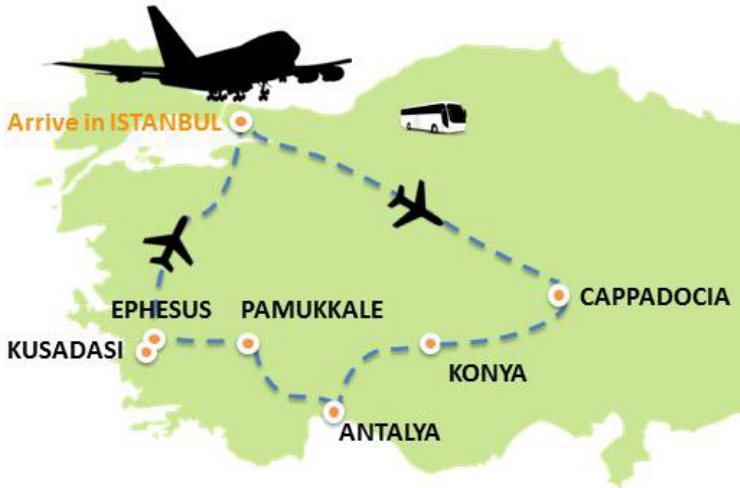 Arrive in ISTANBUL
CAPPADOCIA
EPHESUS
PAMUKKALE
KUSADASI
KONYA
ANTALYA